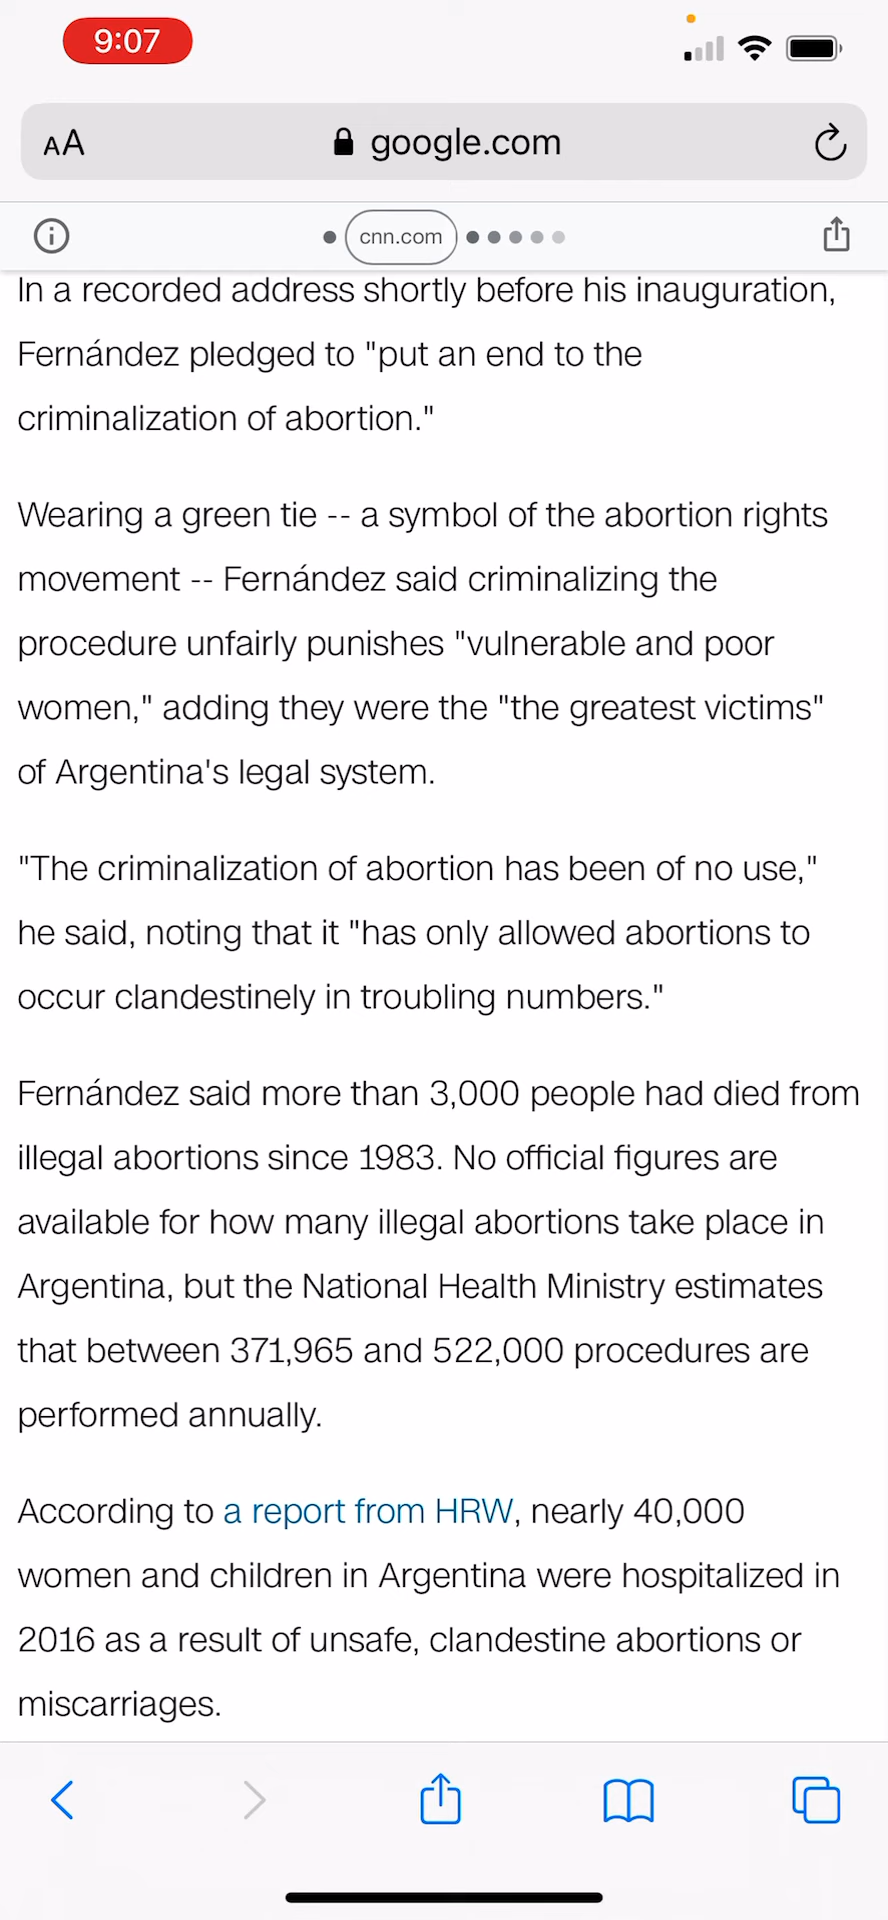 9:07
AA google.com
cnn.com
In a recorded address shortly before his inauguration,
Fernández pledged to "put an end to the
criminalization of abortion."
Wearing a green tie -- a symbol of the abortion rights
movement -- Fernández said criminalizing the
procedure unfairly punishes "vulnerable and poor
women," adding they were the "the greatest victims"
of Argentina's legal system.
"The criminalization of abortion has been of no use,"
he said, noting that it "has only allowed abortions to
occur clandestinely in troubling numbers."
Fernández said more than 3,000 people had died from
illegal abortions since 1983. No official figures are
available for how many illegal abortions take place in
Argentina, but the National Health Ministry estimates
that between 371,965 and 522,000 procedures are
performed annually.
According to a report from HRW, nearly 40,000
women and children in Argentina were hospitalized in
2016 as a result of unsafe, clandestine abortions or
miscarriages.